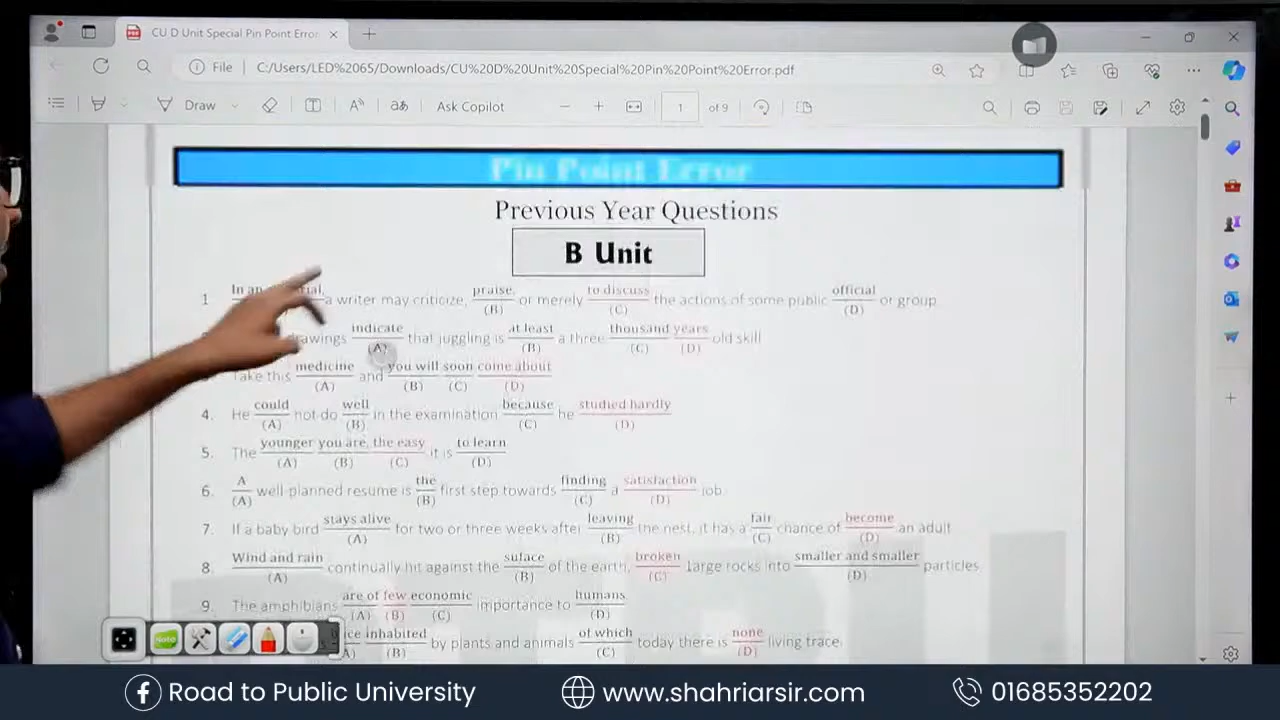 CU D Unit Special Pin Point Error
File C:/Users/LED%2065/Downloads/CU%20D%20Unit%20Special%20Pin%20Point%20Error.pdf
Draw Ask Copilot 1 of 9
Pin Point Error
Previous Year Questions
B Unit
1 In an a writer may criticize, praise, or merely to discuss the actions of some public official or group
(B) (C) (D)
drawings indicate that juggling is at least a three thousand years old skill
(A) (B) (C) (D)
Take this medicine and you will soon come about
(A) (B) (C) (D)
4. He could not do well in the examination because he studied hardly
(A) (B) (C) (D)
5. The younger you are, the easy it is to learn
(A) (B) (C) (D)
6. A well-planned resume is the first step towards finding a satisfaction job
(A) (B) (C) (D)
7. If a baby bird stays alive for two or three weeks after leaving the nest, it has a fair chance of become an adult
(A) (B) (C) (D)
8. Wind and rain continually hit against the suface of the earth, broken large rocks into smaller and smaller particles
(A) (B) (C) (D)
9. The amphibians are of few economic importance to humans
(A) (B) (C) (D)
inhabited by plants and animals of which today there is none living trace.
(A) (B) (C) (D)
Note
Road to Public University www.shahriarsir.com 01685352202